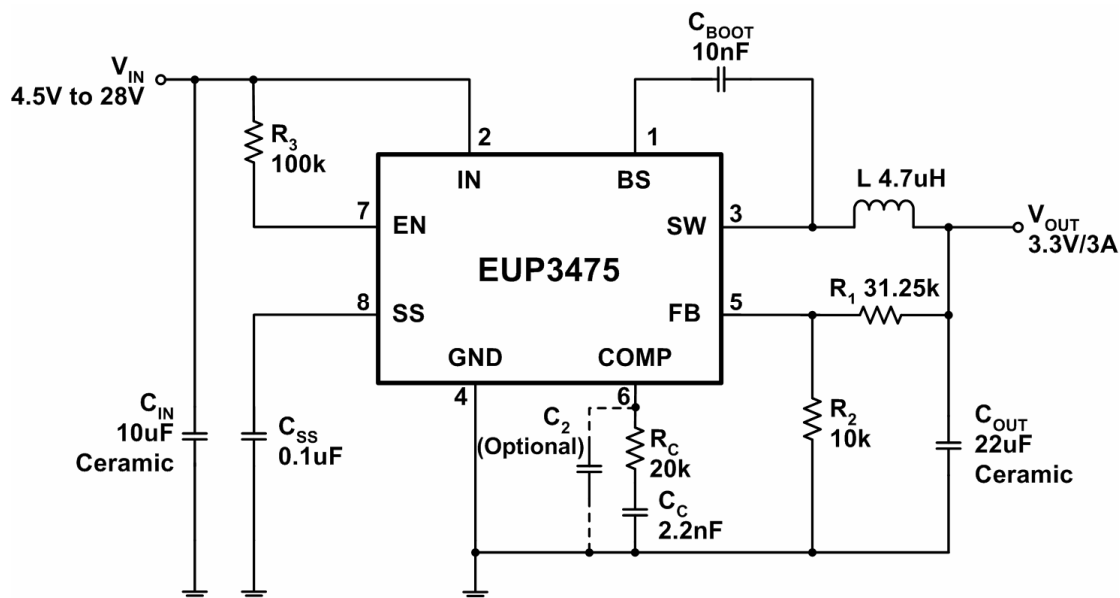 C_BOOT
10nF
V_IN
4.5V to 28V
R_3
100k
2
1
IN
BS
L 4.7uH
7
EN
SW
3
V_OUT
3.3V/3A
EUP3475
R_1 31.25k
8
SS
FB
5
GND
COMP
4
6
C_IN
10uF
Ceramic
C_SS
0.1uF
C_2
(Optional)
R_C
20k
C_C
2.2nF
R_2
10k
C_OUT
22uF
Ceramic